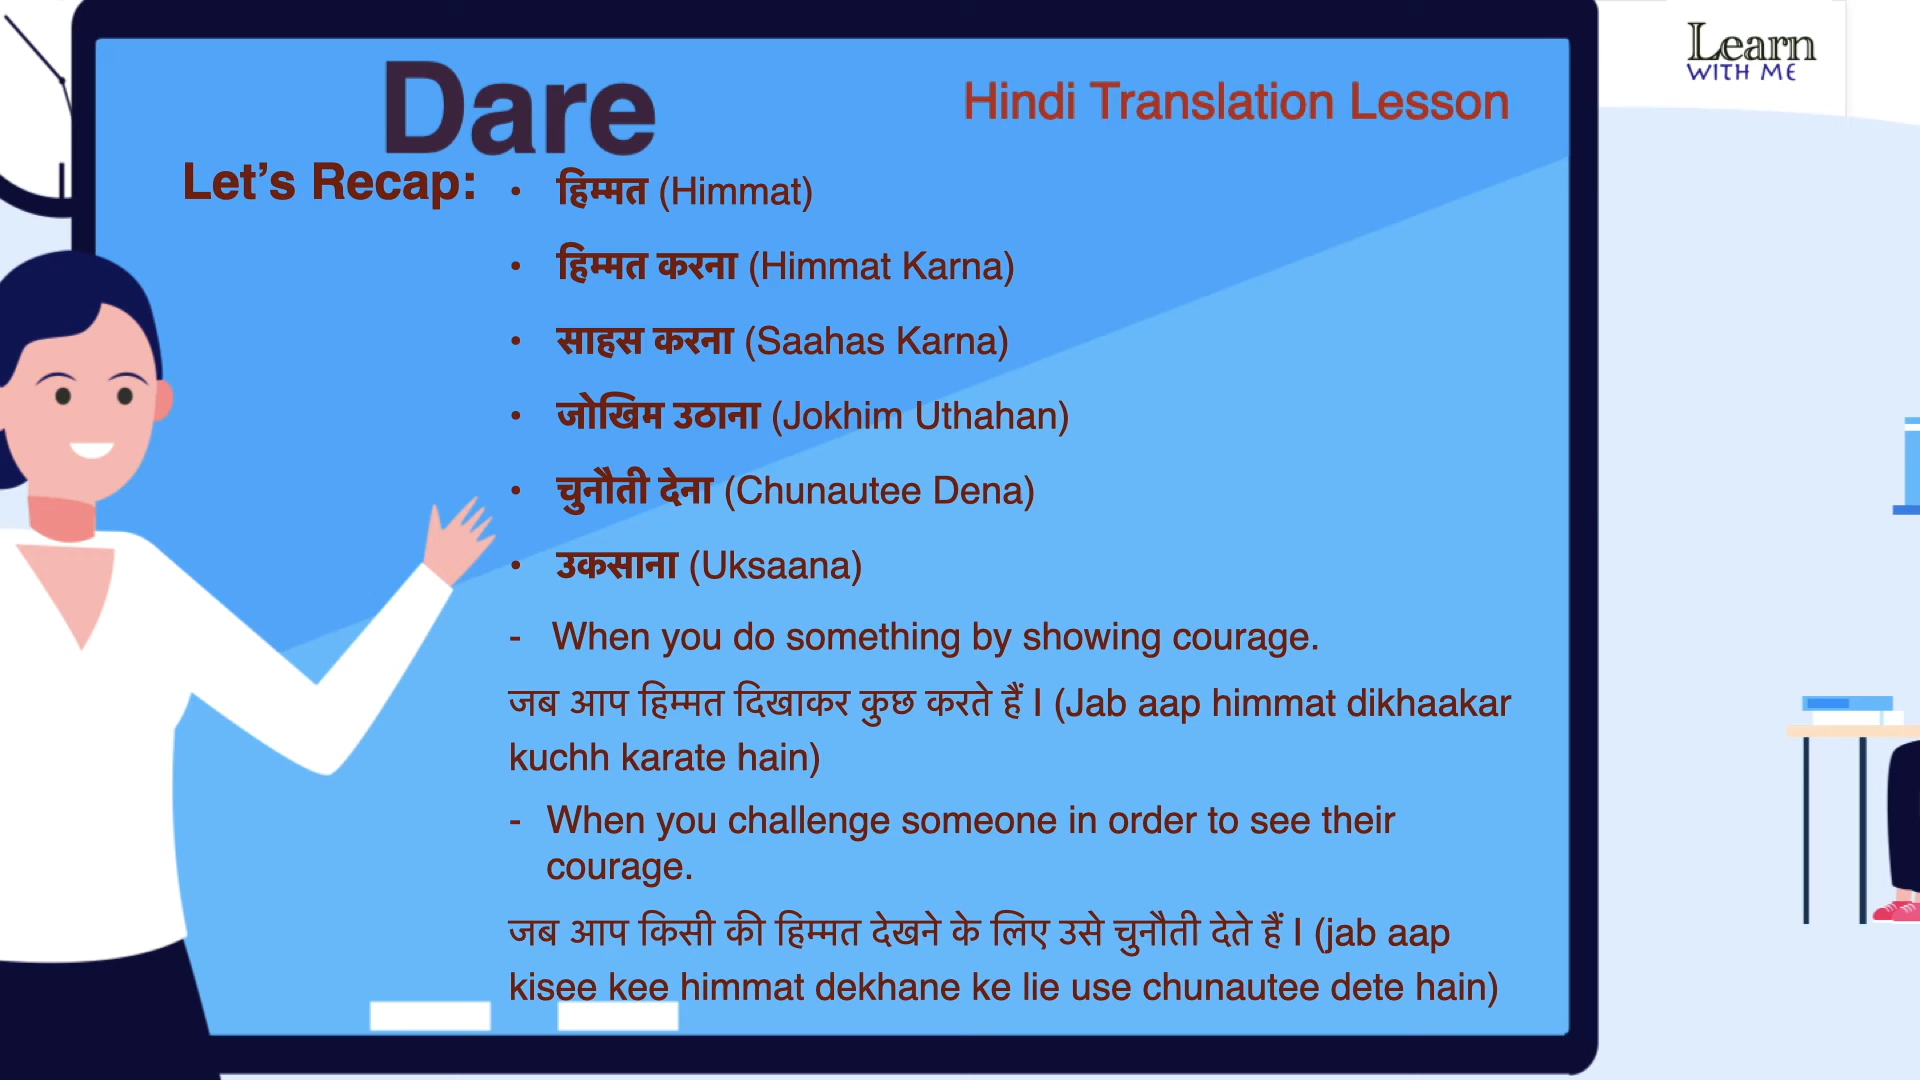 Dare
Hindi Translation Lesson
Learn
WITH ME
Let’s Recap:
• हिम्मत (Himmat)
• हिम्मत करना (Himmat Karna)
• साहस करना (Saahas Karna)
• जोखिम उठाना (Jokhim Uthahan)
• चुनौती देना (Chunautee Dena)
• उकसाना (Uksaana)
- When you do something by showing courage.
जब आप हिम्मत दिखाकर कुछ करते हैं I (Jab aap himmat dikhaakar
kuchh karate hain)
- When you challenge someone in order to see their
courage.
जब आप किसी की हिम्मत देखने के लिए उसे चुनौती देते हैं I (jab aap
kisee kee himmat dekhane ke lie use chunautee dete hain)